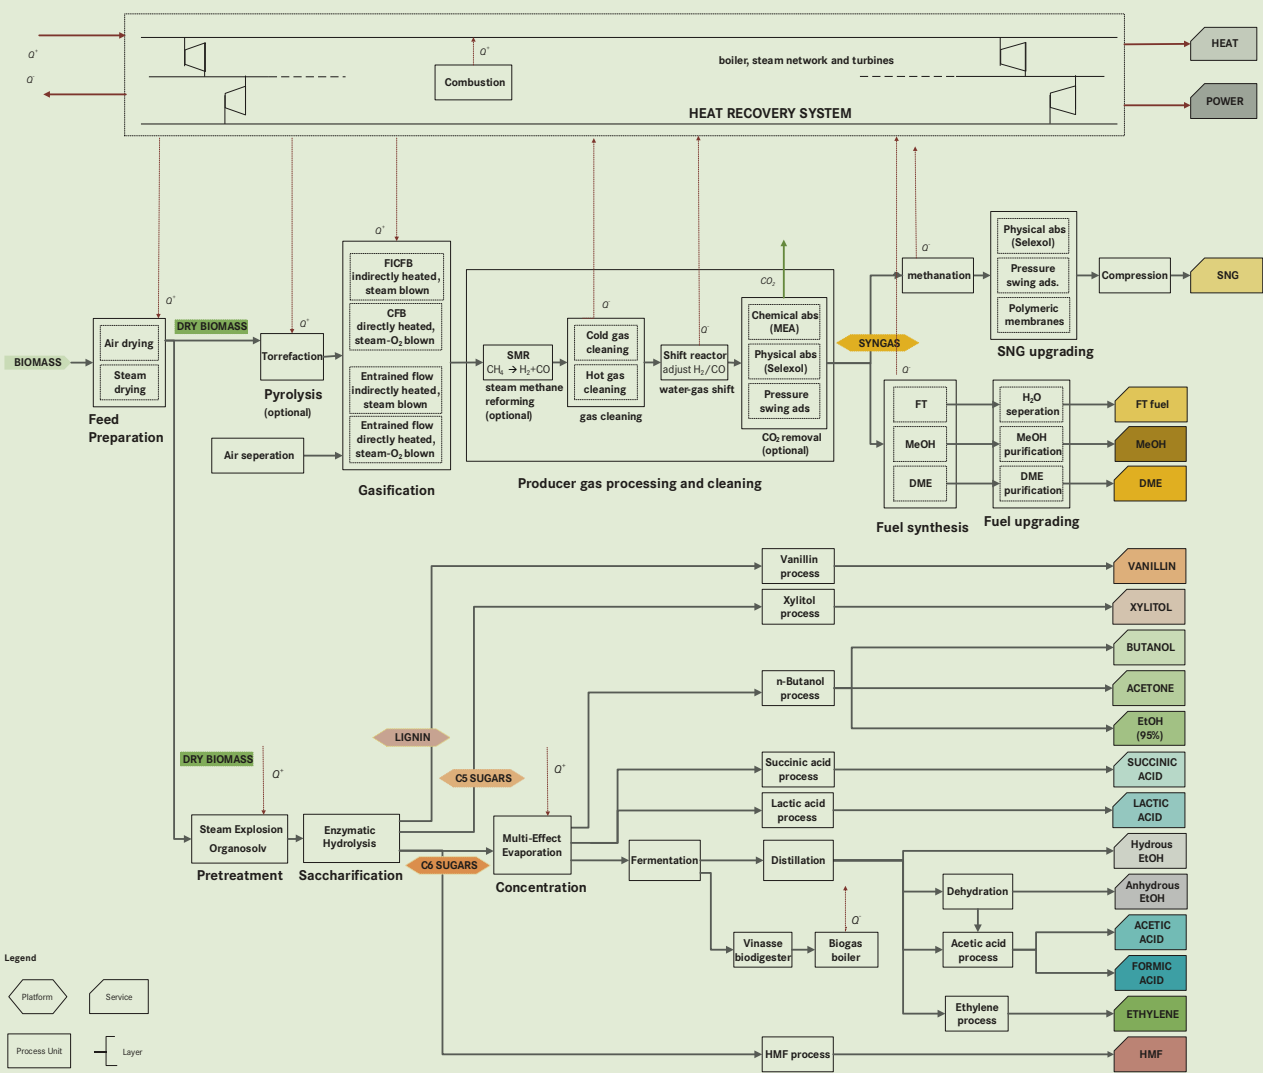 Q⁺
Q⁻
Combustion
Q⁺
boiler, steam network and turbines
HEAT RECOVERY SYSTEM
HEAT
POWER
BIOMASS
Q⁺
Air drying
Steam
drying
Feed
Preparation
DRY BIOMASS
Q⁺
Torrefaction
Pyrolysis
(optional)
Air seperation
Q⁺
FICFB
indirectly heated,
steam blown
CFB
directly heated,
steam-O₂ blown
Entrained flow
indirectly heated,
steam blown
Entrained flow
directly heated,
steam-O₂ blown
Gasification
SMR
CH₄ → H₂+CO
steam methane
reforming
(optional)
Q⁻
Cold gas
cleaning
Hot gas
cleaning
gas cleaning
Q⁻
Shift reactor
adjust H₂/CO
water-gas shift
CO₂
Chemical abs
(MEA)
Physical abs
(Selexol)
Pressure
swing ads
CO₂ removal
(optional)
Producer gas processing and cleaning
SYNGAS
Q⁻
methanation
Physical abs
(Selexol)
Pressure
swing ads.
Polymeric
membranes
SNG upgrading
Compression
SNG
Q⁻
FT
MeOH
DME
Fuel synthesis
H₂O
seperation
MeOH
purification
DME
purification
Fuel upgrading
FT fuel
MeOH
DME
Vanillin
process
VANILLIN
Xylitol
process
XYLITOL
n-Butanol
process
BUTANOL
ACETONE
EtOH
(95%)
LIGNIN
C5 SUGARS
C6 SUGARS
DRY BIOMASS
Q⁺
Steam Explosion
Organosolv
Pretreatment
Enzymatic
Hydrolysis
Saccharification
Q⁺
Multi-Effect
Evaporation
Concentration
Succinic acid
process
SUCCINIC
ACID
Lactic acid
process
LACTIC
ACID
Fermentation
Distillation
Hydrous
EtOH
Dehydration
Anhydrous
EtOH
Q⁻
Vinasse
biodigester
Biogas
boiler
Acetic acid
process
ACETIC
ACID
FORMIC
ACID
Ethylene
process
ETHYLENE
HMF process
HMF
Legend
Platform
Service
Process Unit
Layer